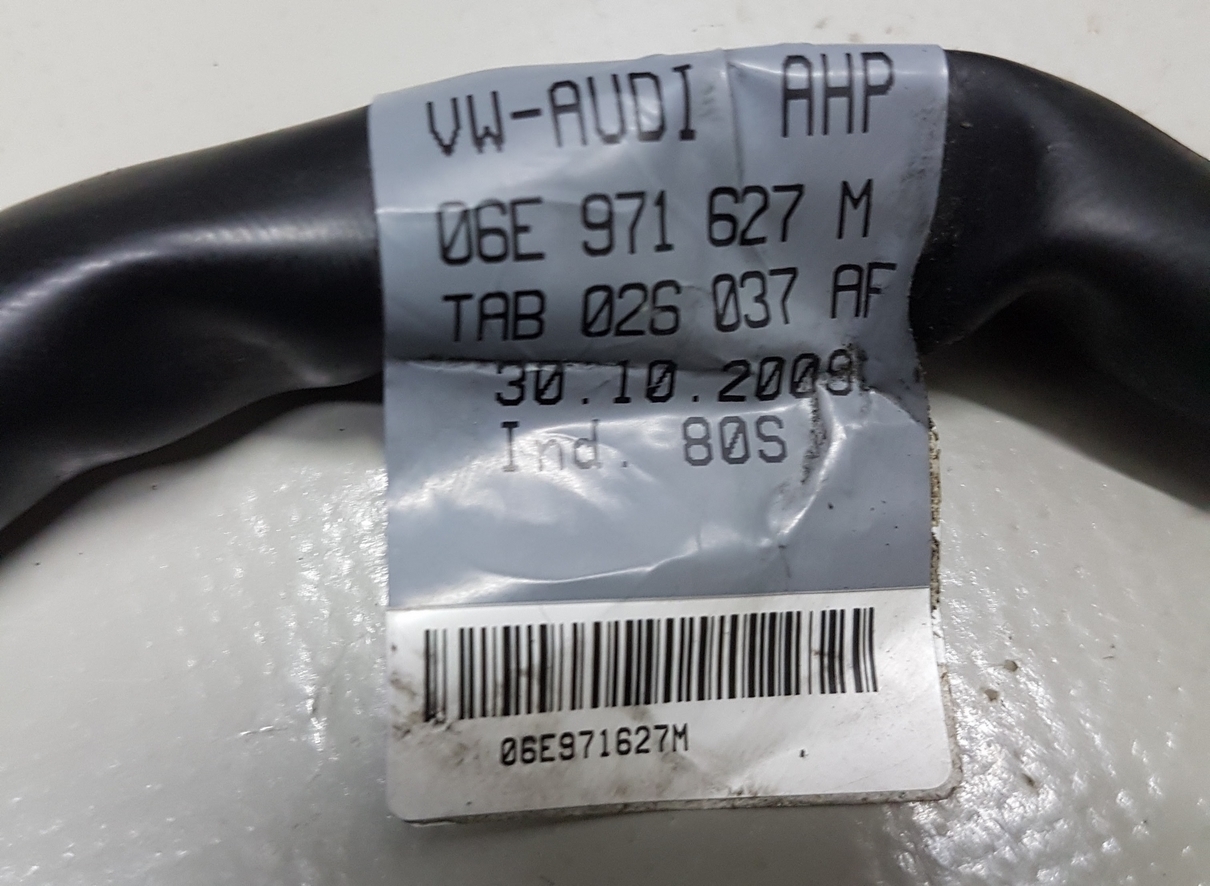 VW-AUDI AHP
06E 971 627 M
TAB 026 037 AF
30.10.2009
Ind. 80S
06E971627M